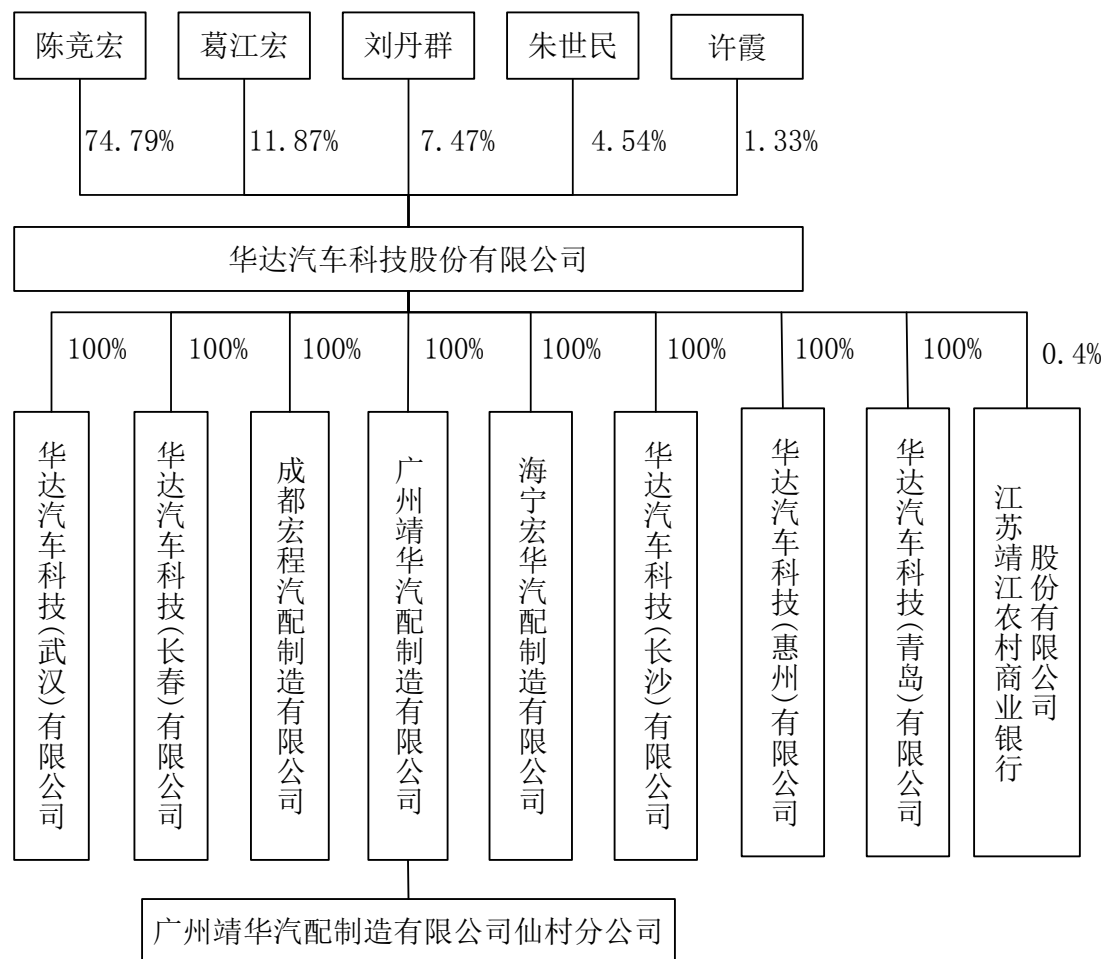 陈竞宏
葛江宏
刘丹群
朱世民
许霞
74.79%
11.87%
7.47%
4.54%
1.33%
华达汽车科技股份有限公司
100%
100%
100%
100%
100%
100%
100%
100%
0.4%
华达汽车科技(武汉)有限公司
华达汽车科技(长春)有限公司
成都宏程汽配制造有限公司
广州靖华汽配制造有限公司
海宁宏华汽配制造有限公司
华达汽车科技(长沙)有限公司
华达汽车科技(惠州)有限公司
华达汽车科技(青岛)有限公司
江苏靖江农村商业银行
股份有限公司
广州靖华汽配制造有限公司仙村分公司